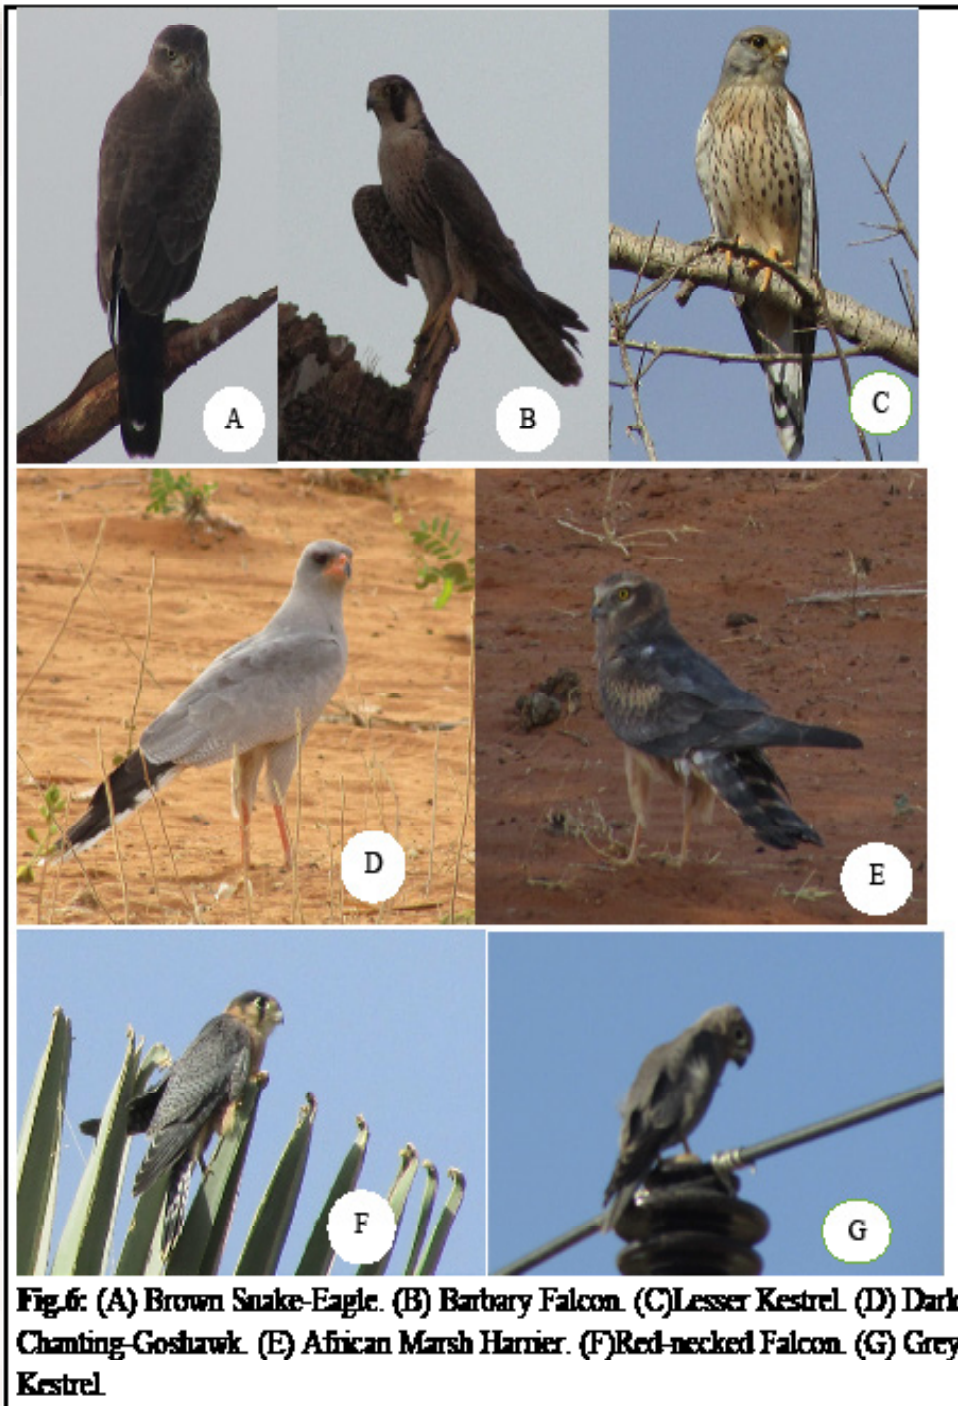 A
B
C
D
E
F
G
Fig.6: (A) Brown Snake-Eagle. (B) Barbary Falcon. (C)Lesser Kestrel. (D) Dark
Chanting-Goshawk. (E) African Marsh Harrier. (F)Red-necked Falcon. (G) Grey
Kestrel.